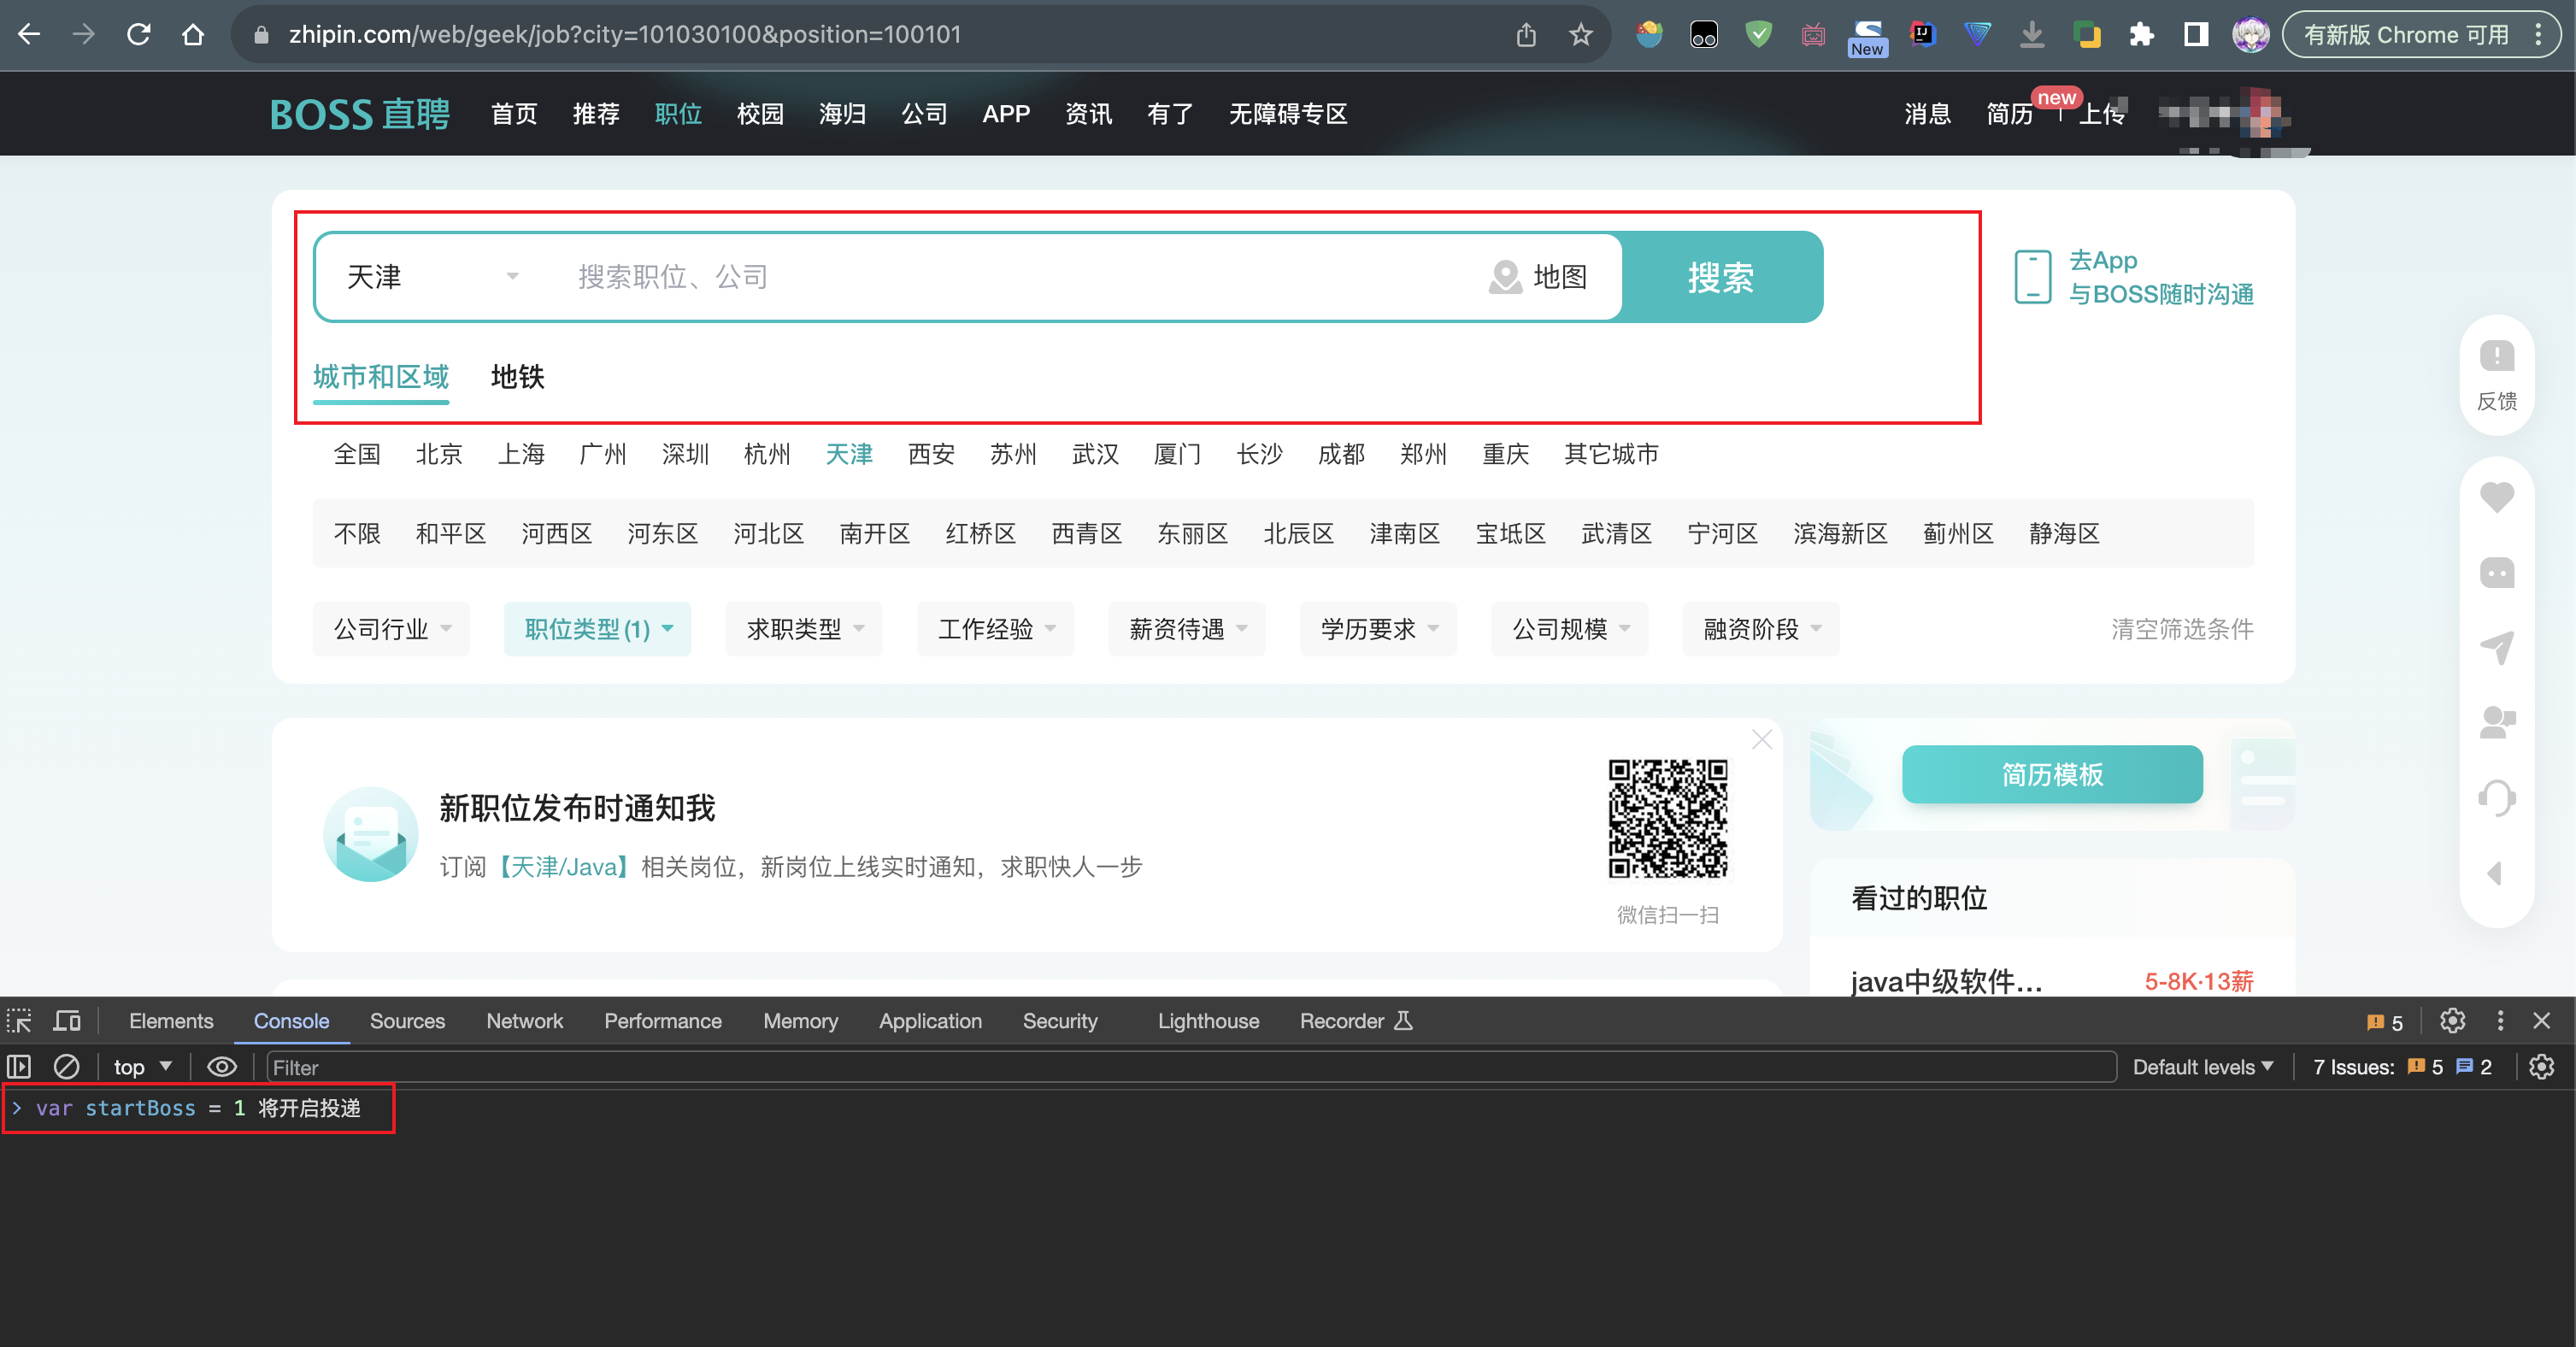 zhipin.com/web/geek/job?city=101030100&position=100101
New
有新版 Chrome 可用
BOSS 直聘 首页 推荐 职位 校园 海归 公司 APP 资讯 有了 无障碍专区 消息 简历 new 上传
天津 搜索职位、公司 地图 搜索
去App
与BOSS随时沟通
城市和区域 地铁
反馈
全国 北京 上海 广州 深圳 杭州 天津 西安 苏州 武汉 厦门 长沙 成都 郑州 重庆 其它城市
不限 和平区 河西区 河东区 河北区 南开区 红桥区 西青区 东丽区 北辰区 津南区 宝坻区 武清区 宁河区 滨海新区 蓟州区 静海区
公司行业 职位类型(1) 求职类型 工作经验 薪资待遇 学历要求 公司规模 融资阶段 清空筛选条件
新职位发布时通知我
订阅【天津/Java】相关岗位，新岗位上线实时通知，求职快人一步
微信扫一扫
简历模板
看过的职位
java中级软件... 5-8K·13薪
Elements Console Sources Network Performance Memory Application Security Lighthouse Recorder 5
top Filter Default levels 7 Issues: 5 2
> var startBoss = 1 将开启投递